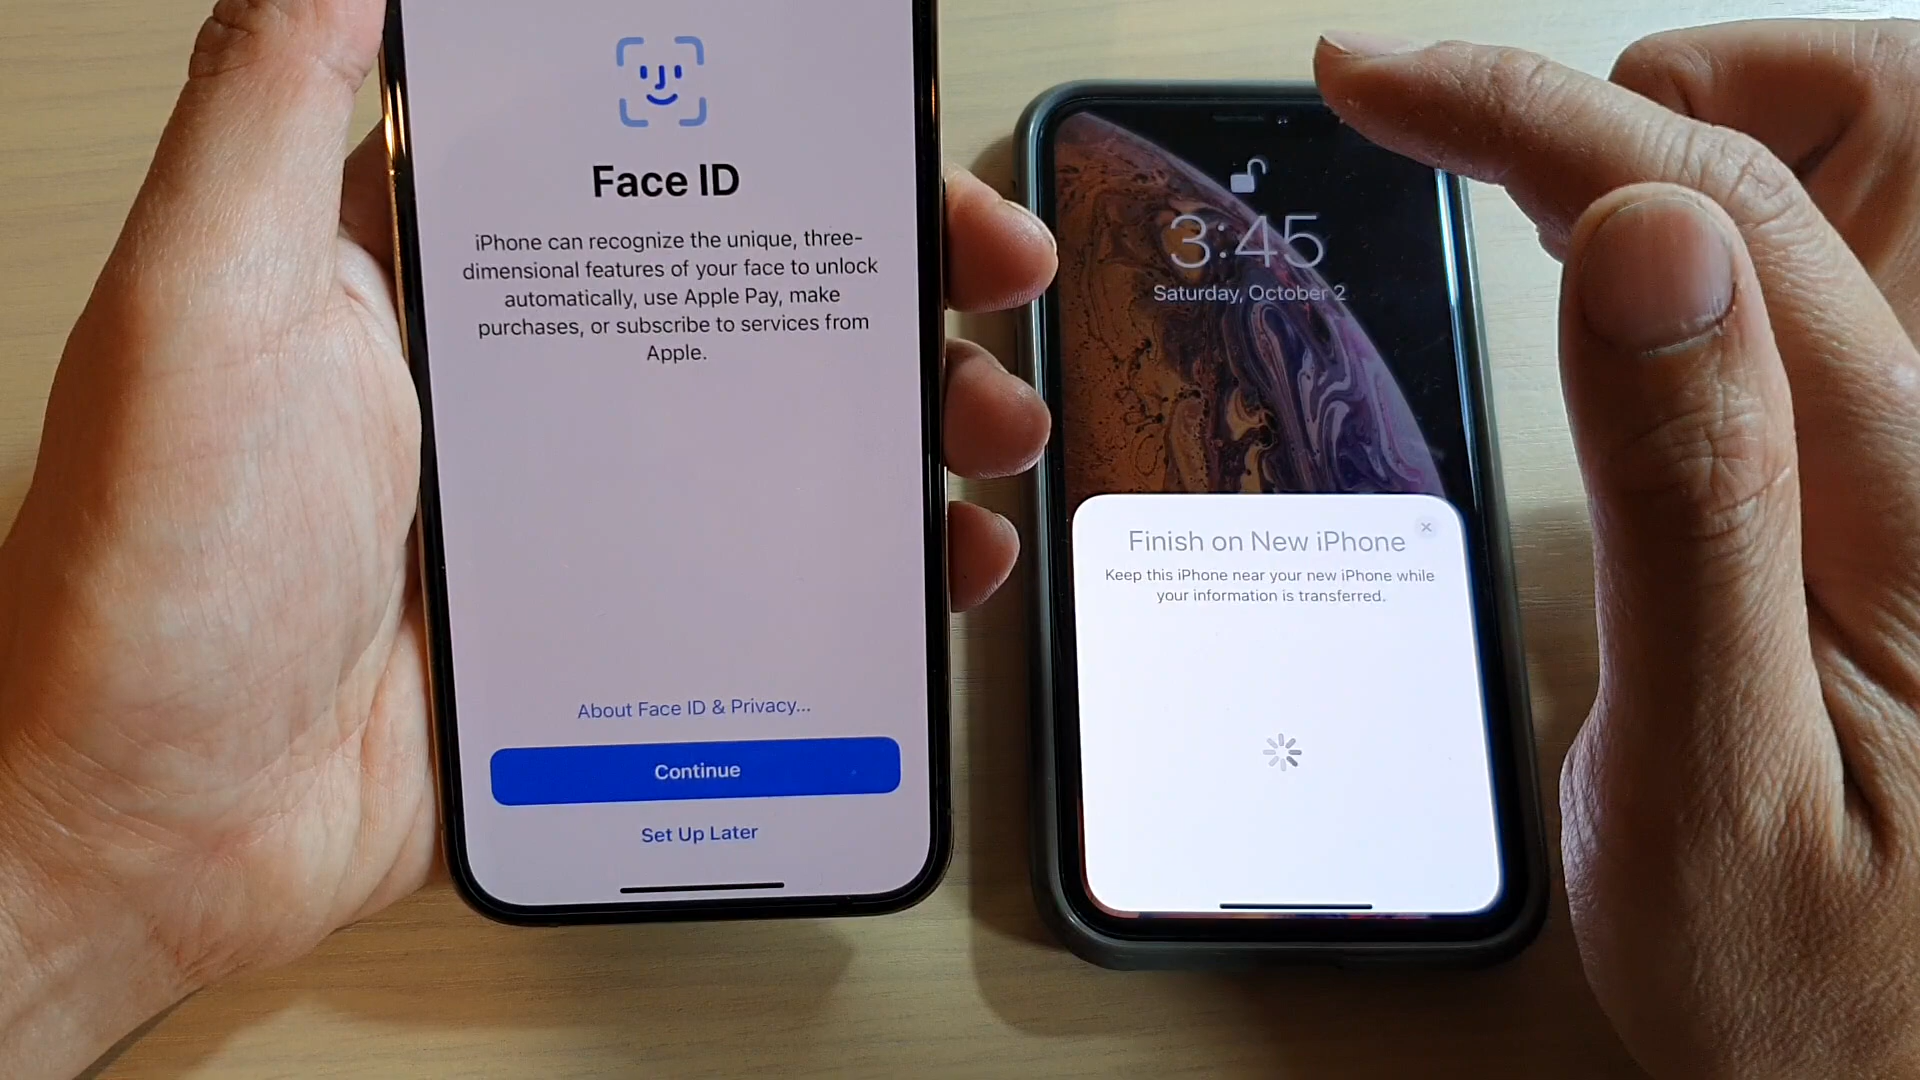 Face ID
iPhone can recognize the unique, three-
dimensional features of your face to unlock
automatically, use Apple Pay, make
purchases, or subscribe to services from
Apple.
About Face ID & Privacy...
Continue
Set Up Later
3:45
Saturday, October 2
Finish on New iPhone
Keep this iPhone near your new iPhone while
your information is transferred.